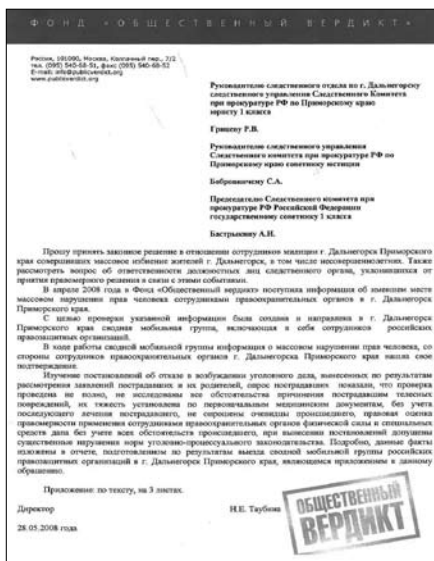 ФОНД «ОБЩЕСТВЕННЫЙ ВЕРДИКТ»
Россия, 101000, Москва, Колпачный пер., 7/2
тел. (095) 540-68-51, факс (095) 540-68-52
E-mail: info@publicverdict.org
www.publicverdict.org
Руководителю следственного отдела по г. Дальнегорску
следственного управления Следственного Комитета
при прокуратуре РФ по Приморскому краю
юристу 1 класса
Грищеву Р.В.
Руководителю следственного управления
Следственного комитета при прокуратуре РФ по
Приморскому краю советнику юстиции
Бобровничему С.А.
Председателю Следственного комитета при
прокуратуре РФ Российской Федерации
государственному советнику 1 класса
Бастрыкину А.И.
Прошу принять законное решение в отношении сотрудников милиции г. Дальнегорск Приморского
края совершивших массовое избиение жителей г. Дальнегорск, в том числе несовершеннолетних. Также
рассмотреть вопрос об ответственности должностных лиц следственного органа, уклонившихся от
принятия правомерного решения в связи с этими событиями.
В апреле 2008 года в Фонд «Общественный вердикт» поступила информация об имевшем месте
массовом нарушении прав человека сотрудниками правоохранительных органов в г. Дальнегорск
Приморского края.
С целью проверки указанной информации была создана и направлена в г. Дальнегорск
Приморского края сводная мобильная группа, включающая в себя сотрудников российских
правозащитных организаций.
В ходе работы сводной мобильной группы информация о массовом нарушении прав человека, со
стороны сотрудников правоохранительных органов г. Дальнегорска Приморского края нашла свое
подтверждение.
Изучение постановлений об отказе в возбуждении уголовного дела, вынесенных по результатам
рассмотрения заявлений пострадавших и их родителей, опрос пострадавших показали, что проверка
проведена не полно, не исследованы все обстоятельства причинения пострадавшим телесных
повреждений, их тяжесть установлена по первоначальным медицинским документам, без учета
последующего лечения пострадавшего, не опрошены очевидцы происшедшего, правовая оценка
правомерности применения сотрудниками правоохранительных органов физической силы и специальных
средств дана без учета всех обстоятельств происшедшего, при вынесении постановлений допущены
существенные нарушения норм уголовно-процессуального законодательства. Подробно, данные факты
изложены в отчете, подготовленном по результатам выезда сводной мобильной группы российских
правозащитных организаций в г. Дальнегорск Приморского края, являющимся приложением к данному
обращению.
Приложение: по тексту, на 3 листах.
Директор Н.Е. Таубина
28.05.2008 года
ОБЩЕСТВЕННЫЙ
ВЕРДИКТ